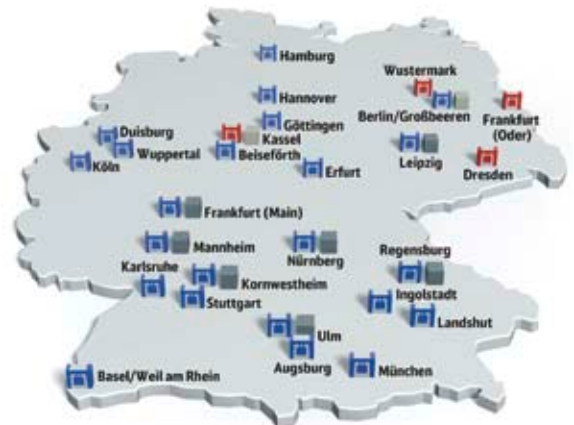 Hamburg
Wustermark
Hannover
Berlin/Großbeeren
Frankfurt
(Oder)
Göttingen
Duisburg
Kassel
Wuppertal
Beiseförth
Leipzig
Köln
Erfurt
Dresden
Frankfurt (Main)
Mannheim
Nürnberg
Regensburg
Karlsruhe
Kornwestheim
Ingolstadt
Stuttgart
Landshut
Ulm
Augsburg
München
Basel/Weil am Rhein